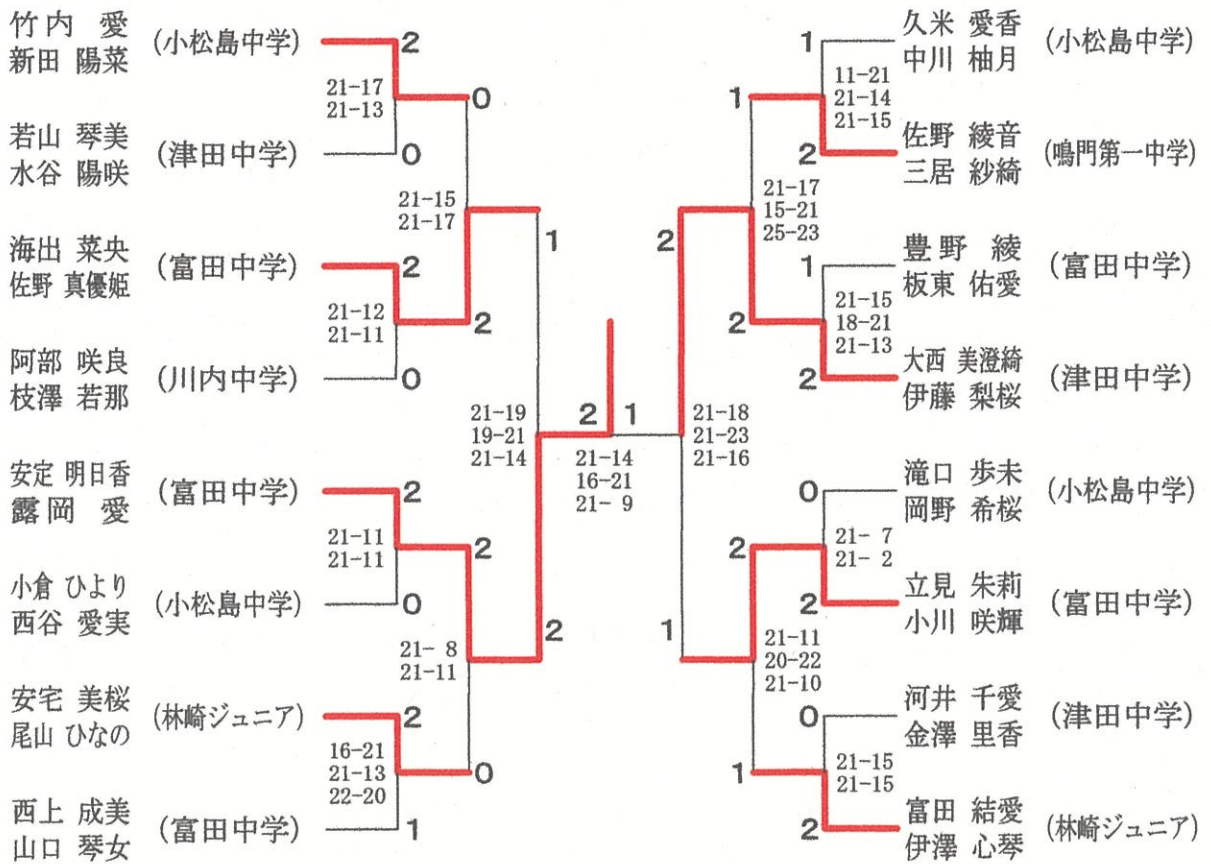 竹内 愛
新田 陽菜
(小松島中学)
2
21-17
21-13
0
若山 琴美
水谷 陽咲
(津田中学)
0
21-15
21-17
1
海出 菜央
佐野 真優姫
(富田中学)
2
21-12
21-11
2
阿部 咲良
枝澤 若那
(川内中学)
0
21-19
19-21
21-14
安定 明日香
露岡 愛
(富田中学)
2
21-11
21-11
2
小倉 ひより
西谷 愛実
(小松島中学)
0
21- 8
21-11
2
安宅 美桜
尾山 ひなの
(林崎ジュニア)
2
16-21
21-13
22-20
0
西上 成美
山口 琴女
(富田中学)
1
2
1
21-14
16-21
21- 9
1
久米 愛香
中川 柚月
(小松島中学)
11-21
21-14
21-15
1
2
佐野 綾音
三居 紗綺
(鳴門第一中学)
21-17
15-21
25-23
2
1
豊野 綾
板東 佑愛
(富田中学)
21-15
18-21
21-13
2
2
大西 美澄綺
伊藤 梨桜
(津田中学)
21-18
21-23
21-16
0
滝口 歩未
岡野 希桜
(小松島中学)
21- 7
21- 2
2
2
立見 朱莉
小川 咲輝
(富田中学)
1
21-11
20-22
21-10
0
河井 千愛
金澤 里香
(津田中学)
21-15
21-15
1
2
富田 結愛
伊澤 心琴
(林崎ジュニア)